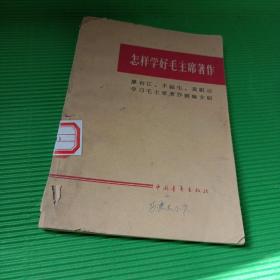 怎样学好毛主席著作
廖初江、丰福生、黄祖示
学习毛主席著作经验介绍
中国青年出版社